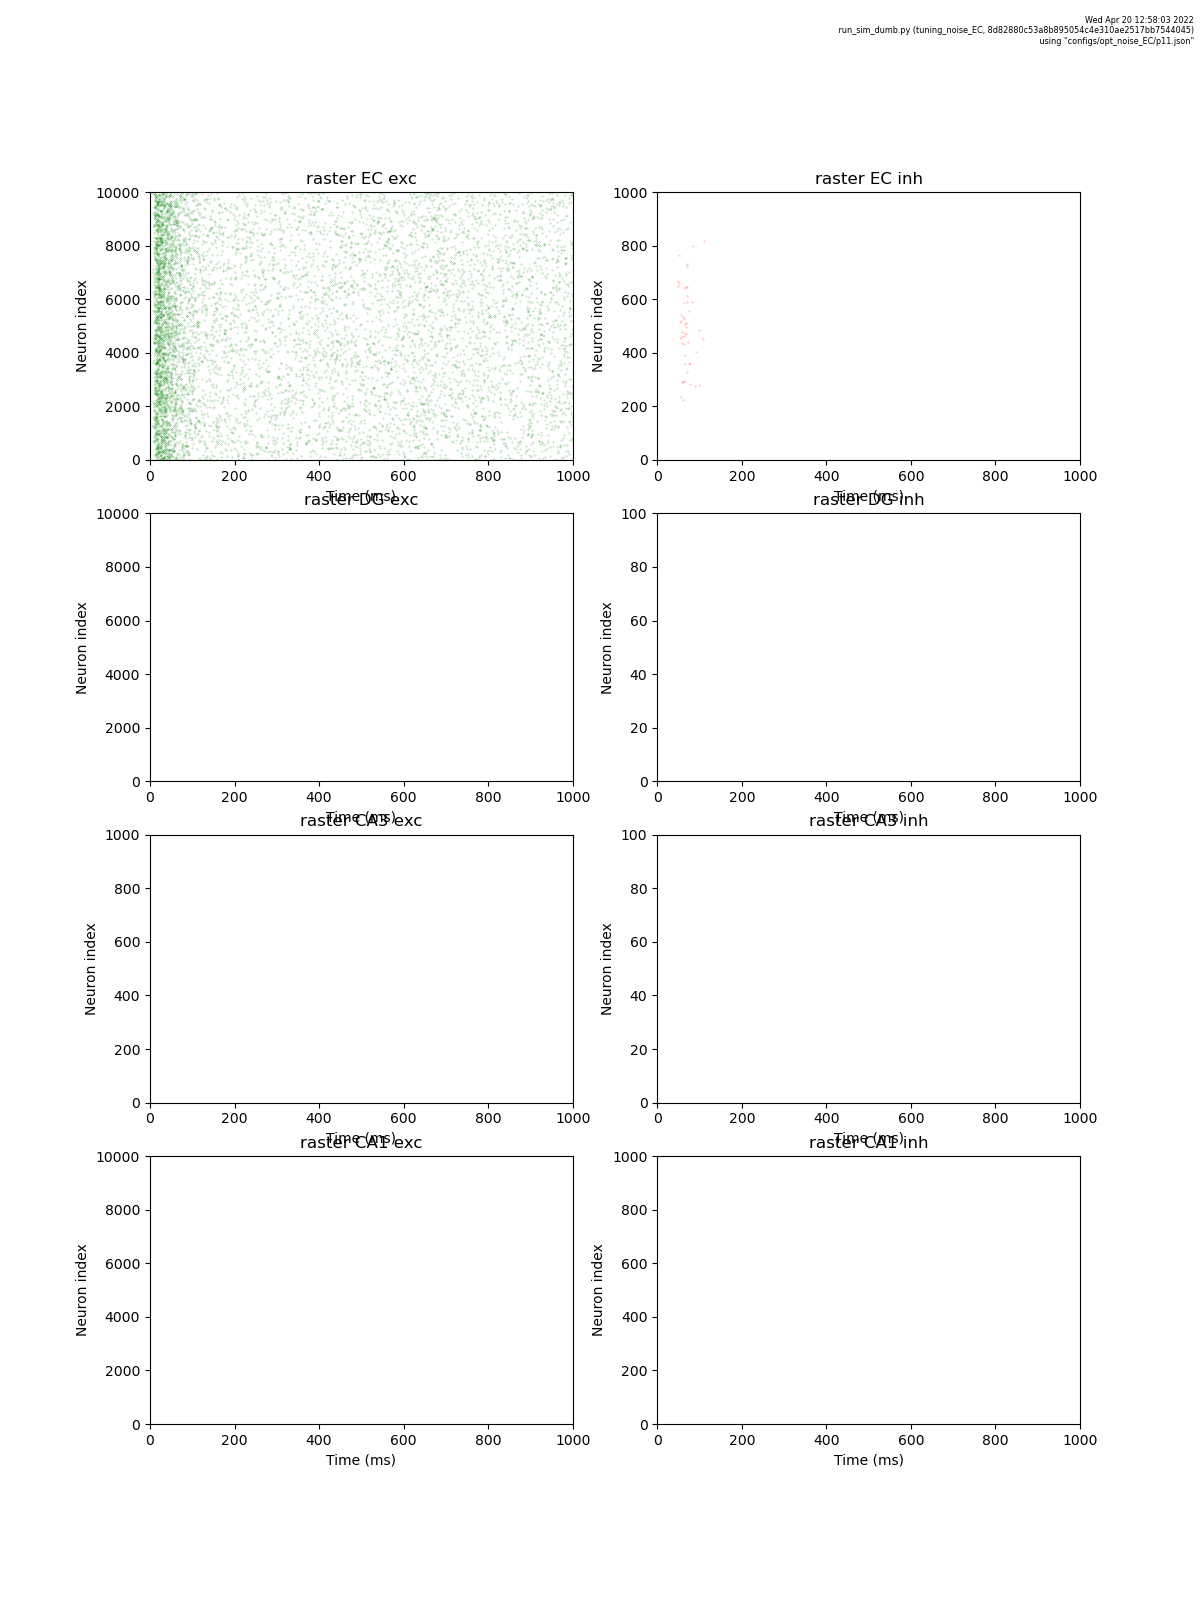 Wed Apr 20 12:58:03 2022
run_sim_dumb.py (tuning_noise_EC, 8d82880c53a8b895054c4e310ae2517bb7544045)
using "configs/opt_noise_EC/p11.json"
raster EC exc
10000
8000
6000
4000
2000
0
Neuron index
0 200 400 600 800 1000
Time (ms)
raster EC inh
1000
800
600
400
200
0
Neuron index
0 200 400 600 800 1000
Time (ms)
raster DG exc
10000
8000
6000
4000
2000
0
Neuron index
0 200 400 600 800 1000
Time (ms)
raster DG inh
100
80
60
40
20
0
Neuron index
0 200 400 600 800 1000
Time (ms)
raster CA3 exc
1000
800
600
400
200
0
Neuron index
0 200 400 600 800 1000
Time (ms)
raster CA3 inh
100
80
60
40
20
0
Neuron index
0 200 400 600 800 1000
Time (ms)
raster CA1 exc
10000
8000
6000
4000
2000
0
Neuron index
0 200 400 600 800 1000
Time (ms)
raster CA1 inh
1000
800
600
400
200
0
Neuron index
0 200 400 600 800 1000
Time (ms)